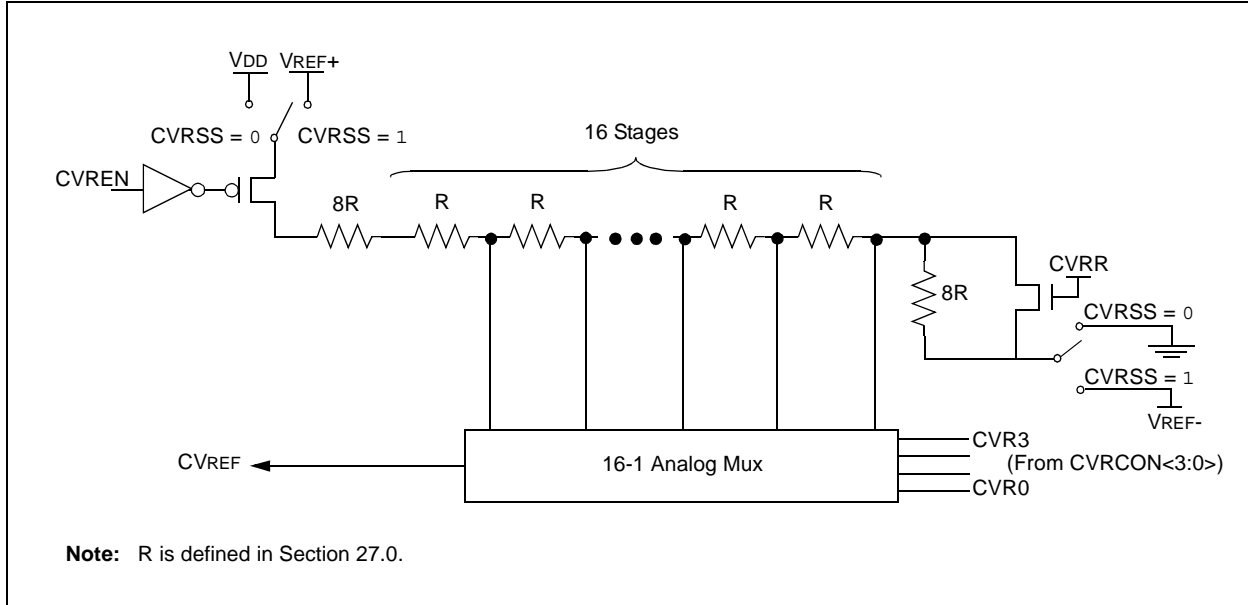 VDD VREF+
CVRSS = 0 CVRSS = 1
16 Stages
CVREN
8R R R R R
CVRR
8R
CVRSS = 0
CVRSS = 1
VREF-
CVREF
16-1 Analog Mux
CVR3
(From CVRCON<3:0>)
CVR0
Note: R is defined in Section 27.0.